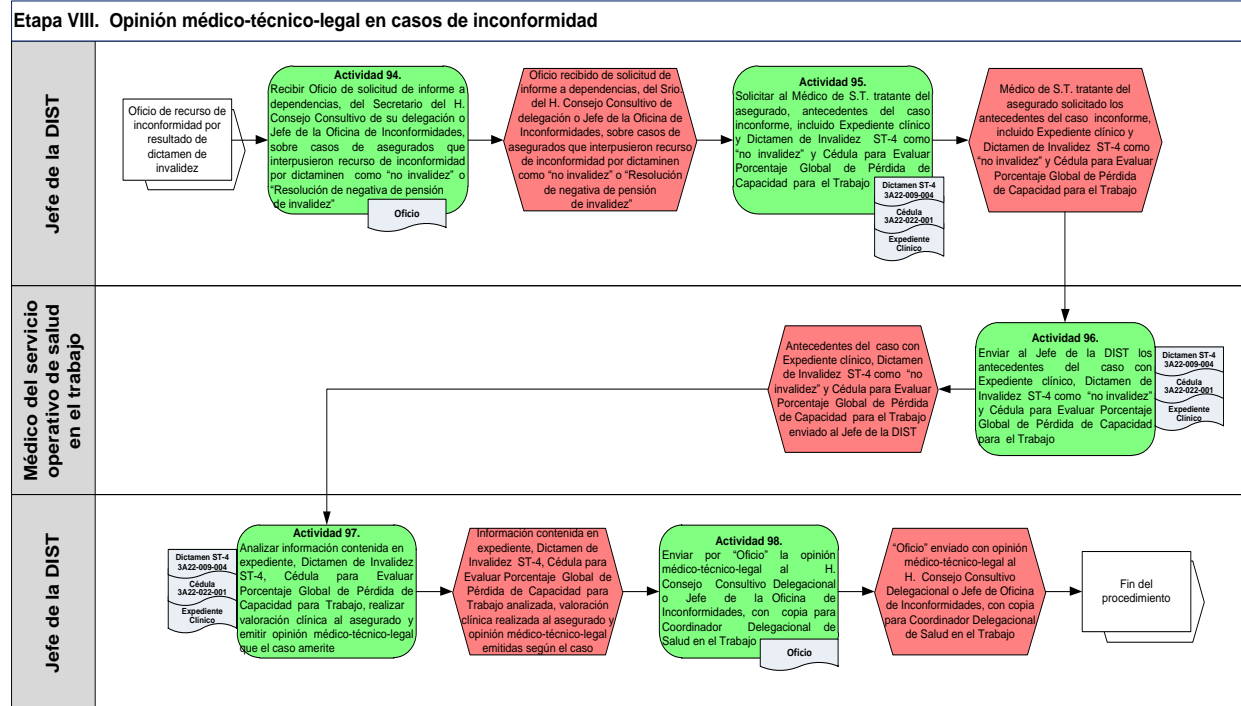 Etapa VIII. Opinión médico-técnico-legal en casos de inconformidad
Jefe de la DIST
Oficio de recurso de
inconformidad por
resultado de
dictamen de
invalidez
Actividad 94.
Recibir Oficio de solicitud de informe a
dependencias, del Secretario del H.
Consejo Consultivo de su delegación o
Jefe de la Oficina de Inconformidades,
sobre casos de asegurados que
interpusieron recurso de inconformidad
por dictaminen como “no invalidez” o
“Resolución de negativa de pensión
de invalidez”
Oficio
Oficio recibido de solicitud de
informe a dependencias, del Srio.
del H. Consejo Consultivo de
delegación o Jefe de la Oficina de
Inconformidades, sobre casos de
asegurados que interpusieron recurso
de inconformidad por dictaminen
como “no invalidez” o “Resolución
de negativa de pensión
de invalidez”
Actividad 95.
Solicitar al Médico de S.T. tratante del
asegurado, antecedentes del caso
inconforme, incluido Expediente clínico
y Dictamen de Invalidez ST-4 como
“no invalidez” y Cédula para Evaluar
Porcentaje Global de Pérdida de
Capacidad para el Trabajo
Dictamen ST-4
3A22-009-004
Cédula
3A22-022-001
Expediente
Clínico
Médico de S.T. tratante del
asegurado solicitado los
antecedentes del caso inconforme,
incluido Expediente clínico y
Dictamen de Invalidez ST-4 como
“no invalidez” y Cédula para Evaluar
Porcentaje Global de Pérdida
de Capacidad para el Trabajo
Médico del servicio
operativo de salud
en el trabajo
Antecedentes del caso con
Expediente clínico, Dictamen
de Invalidez ST-4 como “no
invalidez” y Cédula para Evaluar
Porcentaje Global de Pérdida
de Capacidad para el Trabajo
enviado al Jefe de la DIST
Actividad 96.
Enviar al Jefe de la DIST los
antecedentes del caso con
Expediente clínico, Dictamen de
Invalidez ST-4 como “no invalidez”
y Cédula para Evaluar Porcentaje
Global de Pérdida de Capacidad
para el Trabajo
Dictamen ST-4
3A22-009-004
Cédula
3A22-022-001
Expediente
Clínico
Jefe de la DIST
Dictamen ST-4
3A22-009-004
Cédula
3A22-022-001
Expediente
Clínico
Actividad 97.
Analizar información contenida en
expediente, Dictamen de Invalidez
ST-4, Cédula para Evaluar
Porcentaje Global de Pérdida de
Capacidad para Trabajo, realizar
valoración clínica al asegurado y
emitir opinión médico-técnico-legal
que el caso amerite
Información contenida en
expediente, Dictamen de
Invalidez ST-4, Cédula para
Evaluar Porcentaje Global de
Pérdida de Capacidad para
Trabajo analizada, valoración
clínica realizada al asegurado y
opinión médico-técnico-legal
emitidas según el caso
Actividad 98.
Enviar por “Oficio” la opinión
médico-técnico-legal al H.
Consejo Consultivo Delegacional
o Jefe de la Oficina de
Inconformidades, con copia para
Coordinador Delegacional de
Salud en el Trabajo
Oficio
“Oficio” enviado con opinión
médico-técnico-legal al
H. Consejo Consultivo
Delegacional o Jefe de Oficina
de Inconformidades, con copia
para Coordinador Delegacional
de Salud en el Trabajo
Fin del
procedimiento